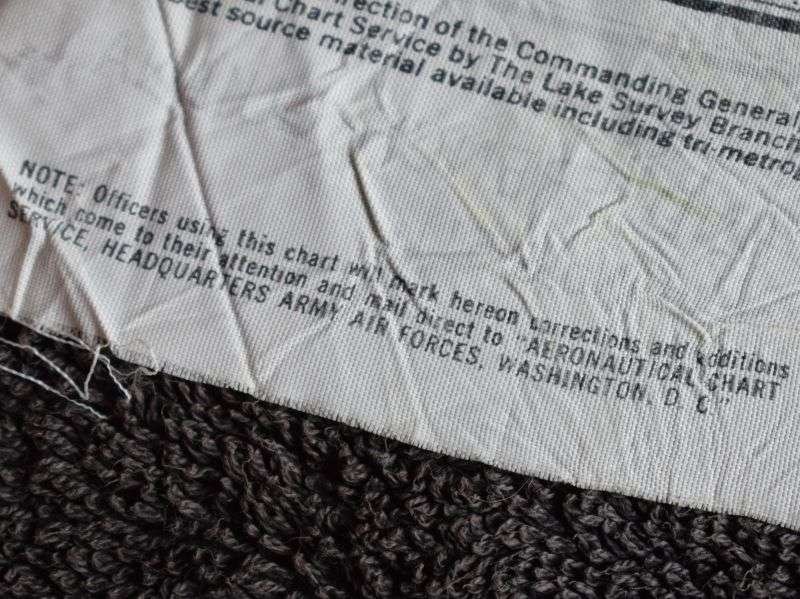 rection of the Commanding General
l Chart Service by The Lake Survey Branch
best source material available including tri-metrop
NOTE: Officers using this chart will mark hereon corrections and additions
which come to their attention and mail direct to "AERONAUTICAL CHART
SERVICE, HEADQUARTERS ARMY AIR FORCES, WASHINGTON, D. C."